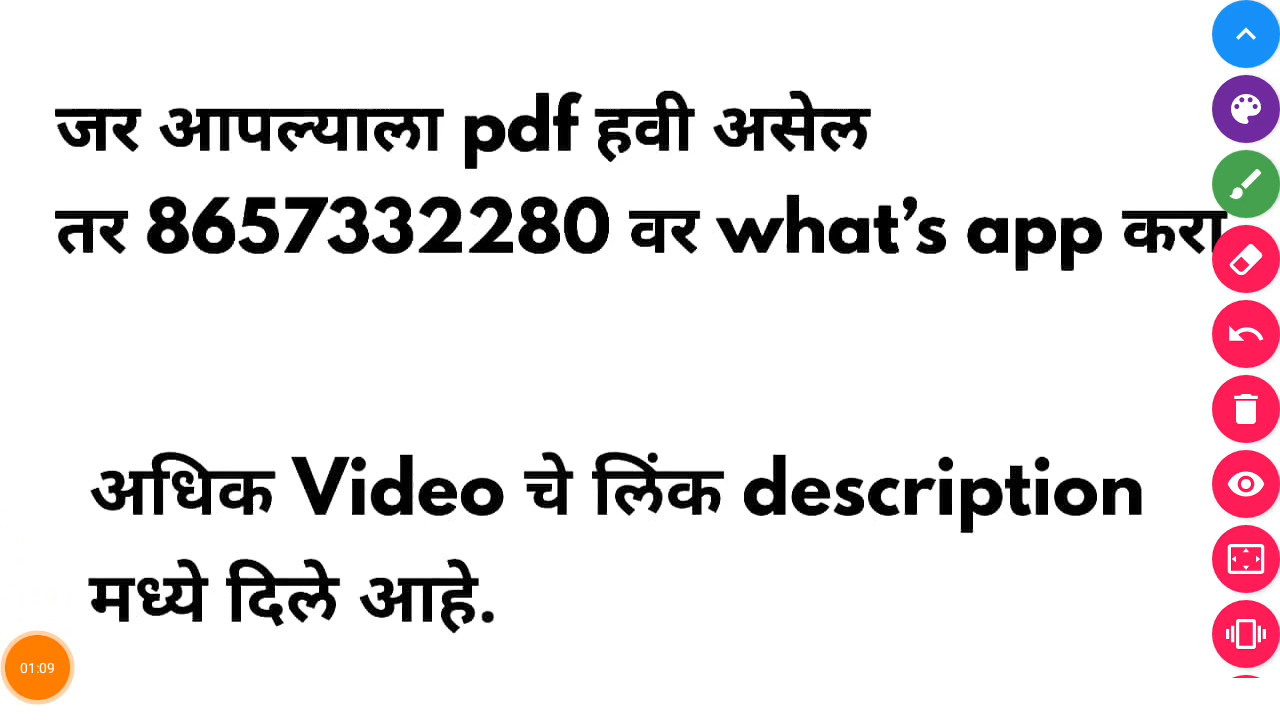 जर आपल्याला pdf हवी असेल
तर 8657332280 वर what's app करा
अधिक Video चे लिंक description
मध्ये दिले आहे.
01:09